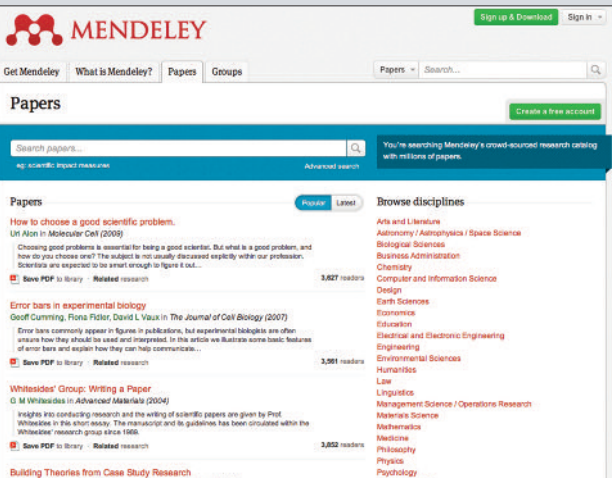 MENDELEY
Sign up & Download Sign in
Get Mendeley What is Mendeley? Papers Groups
Papers Search...
Papers
Create a free account
Search papers...
eg: scientific impact measures
Advanced search
You're searching Mendeley's crowd-sourced research catalog
with millions of papers.
Papers
Popular Latest
How to choose a good scientific problem.
Uri Alon in Molecular Cell (2009)
Choosing good problems is essential for being a good scientist. But what is a good problem, and
how do you choose one? The subject is not usually discussed explicitly within our profession.
Scientists are expected to be smart enough to figure it out...
Save PDF to library · Related research
3,627 readers
Error bars in experimental biology
Geoff Cumming, Fiona Fidler, David L Vaux in The Journal of Cell Biology (2007)
Error bars commonly appear in figures in publications, but experimental biologists are often
unsure how they should be used and interpreted. In this article we illustrate some basic features
of error bars and explain how they can help communicate...
Save PDF to library · Related research
3,561 readers
Whitesides' Group: Writing a Paper
G M Whitesides in Advanced Materials (2004)
Insights into conducting research and the writing of scientific papers are given by Prof.
Whitesides in this short essay. The manuscript and its guidelines has been circulated within the
Whitesides' research group since 1989.
Save PDF to library · Related research
3,852 readers
Building Theories from Case Study Research
Browse disciplines
Arts and Literature
Astronomy / Astrophysics / Space Science
Biological Sciences
Business Administration
Chemistry
Computer and Information Science
Design
Earth Sciences
Economics
Education
Electrical and Electronic Engineering
Engineering
Environmental Sciences
Humanities
Law
Linguistics
Management Science / Operations Research
Materials Science
Mathematics
Medicine
Philosophy
Physics
Psychology